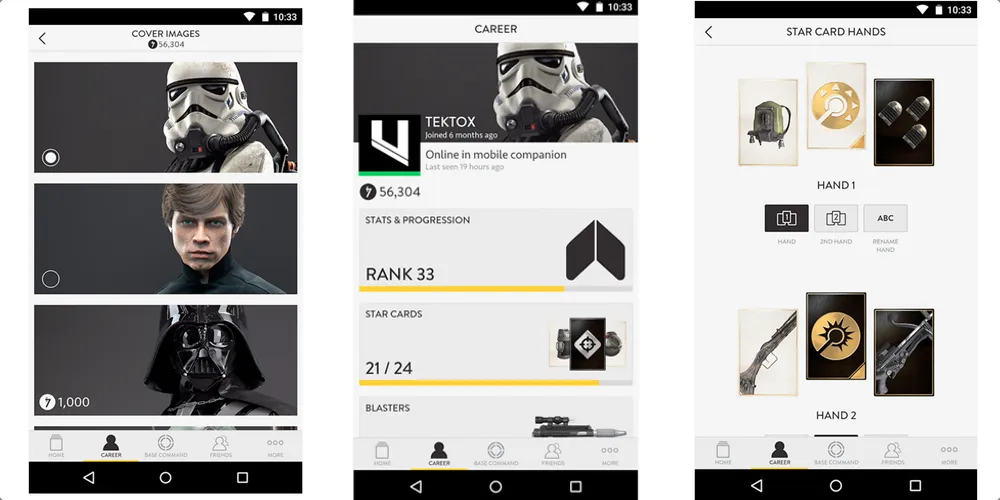 10:33
COVER IMAGES
56,304
1,000
HOME
CAREER
BASE COMMAND
FRIENDS
MORE
10:33
CAREER
TEKTOX
Joined 6 months ago
Online in mobile companion
Last seen 19 hours ago
56,304
STATS & PROGRESSION
RANK 33
STAR CARDS
21 / 24
BLASTERS
HOME
CAREER
BASE COMMAND
FRIENDS
MORE
10:33
STAR CARD HANDS
HAND 1
1
2
ABC
HAND
2ND HAND
RENAME
HAND
HAND 2
HOME
CAREER
BASE COMMAND
FRIENDS
MORE